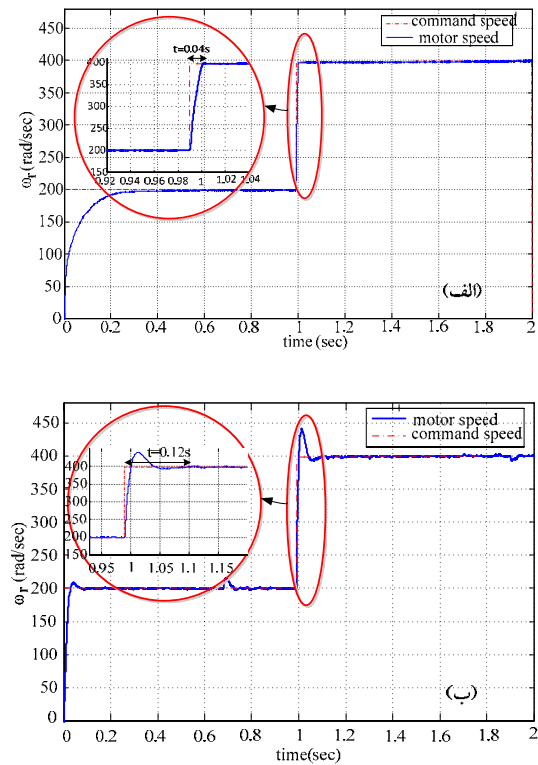 command speed
motor speed
t=0.04s
400
350
300
250
200
150
0.92 0.94 0.96 0.98 1 1.02 1.04
450
400
350
300
250
200
150
100
50
0
ωr (rad/sec)
(الف)
0 0.2 0.4 0.6 0.8 1 1.2 1.4 1.6 1.8 2
time (sec)
motor speed
command speed
t=0.12s
400
350
300
250
200
150
0.95 1 1.05 1.1 1.15
450
400
350
300
250
200
150
100
50
0
ωr (rad/sec)
(ب)
0 0.2 0.4 0.6 0.8 1 1.2 1.4 1.6 1.8 2
time(sec)